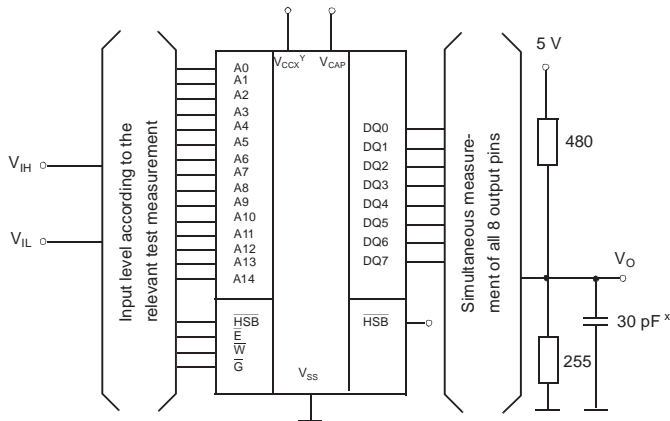 V_IH
V_IL
Input level according to the
relevant test measurement
A0
A1
A2
A3
A4
A5
A6
A7
A8
A9
A10
A11
A12
A13
A14
H̅S̅B̅
E̅
W̅
G̅
V_CCX^Y
V_CAP
V_SS
DQ0
DQ1
DQ2
DQ3
DQ4
DQ5
DQ6
DQ7
H̅S̅B̅
Simultaneous measure-
ment of all 8 output pins
5 V
480
V_O
30 pF^x
255